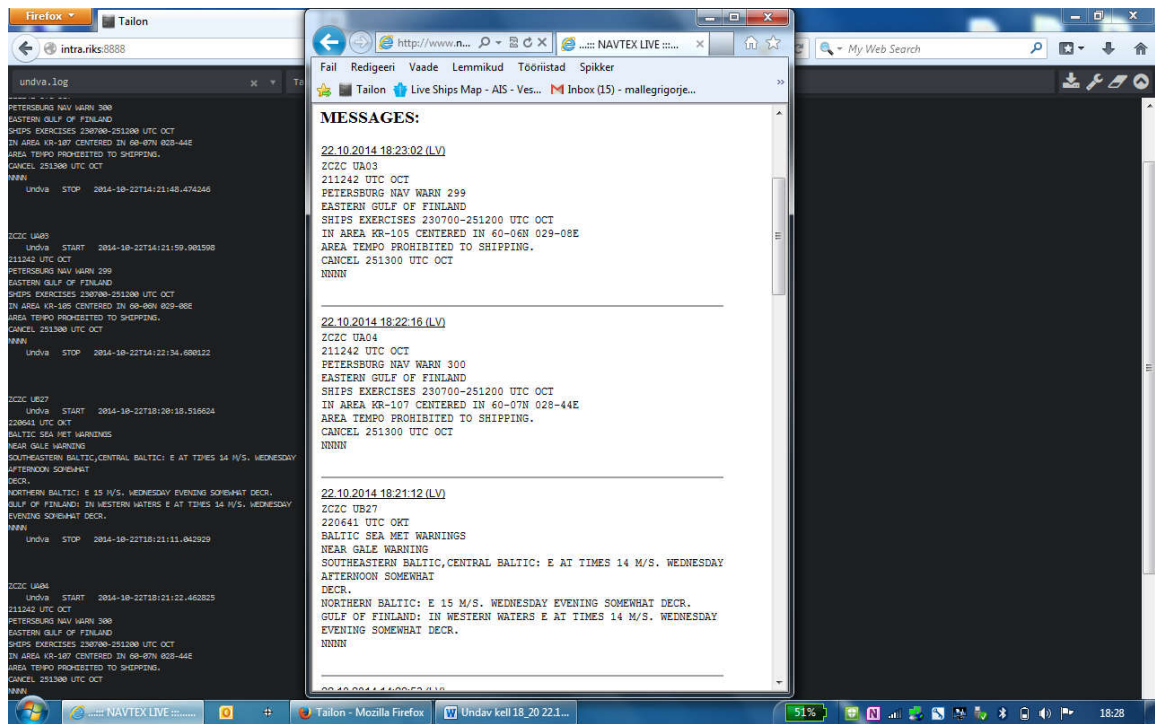 Firefox
Tailon
intra.riks:8888
My Web Search
undva.log
Ta
PETERSBURG NAV WARN 300
EASTERN GULF OF FINLAND
SHIPS EXERCISES 230700-251200 UTC OCT
IN AREA KR-107 CENTERED IN 60-07N 028-44E
AREA TEMPO PROHIBITED TO SHIPPING.
CANCEL 251300 UTC OCT
NNNN
Undva STOP 2014-10-22T14:21:48.474246
ZCZC UA03
Undva START 2014-10-22T14:21:59.901598
211242 UTC OCT
PETERSBURG NAV WARN 299
EASTERN GULF OF FINLAND
SHIPS EXERCISES 230700-251200 UTC OCT
IN AREA KR-105 CENTERED IN 60-06N 029-08E
AREA TEMPO PROHIBITED TO SHIPPING.
CANCEL 251300 UTC OCT
NNNN
Undva STOP 2014-10-22T14:22:34.680122
ZCZC UB27
Undva START 2014-10-22T18:20:18.516624
220641 UTC OKT
BALTIC SEA MET WARNINGS
NEAR GALE WARNING
SOUTHEASTERN BALTIC,CENTRAL BALTIC: E AT TIMES 14 M/S. WEDNESDAY
AFTERNOON SOMEWHAT
DECR.
NORTHERN BALTIC: E 15 M/S. WEDNESDAY EVENING SOMEWHAT DECR.
GULF OF FINLAND: IN WESTERN WATERS E AT TIMES 14 M/S. WEDNESDAY
EVENING SOMEWHAT DECR.
NNNN
Undva STOP 2014-10-22T18:21:11.042929
ZCZC UA04
Undva START 2014-10-22T18:21:22.462825
211242 UTC OCT
PETERSBURG NAV WARN 300
EASTERN GULF OF FINLAND
SHIPS EXERCISES 230700-251200 UTC OCT
IN AREA KR-107 CENTERED IN 60-07N 028-44E
AREA TEMPO PROHIBITED TO SHIPPING.
CANCEL 251300 UTC OCT
NNNN
http://www.n...
...::: NAVTEX LIVE :::...
Fail Redigeeri Vaade Lemmikud Tööriistad Spikker
Tailon Live Ships Map - AIS - Ves... Inbox (15) - mallegrigorje...
MESSAGES:
22.10.2014 18:23:02 (LV)
ZCZC UA03
211242 UTC OCT
PETERSBURG NAV WARN 299
EASTERN GULF OF FINLAND
SHIPS EXERCISES 230700-251200 UTC OCT
IN AREA KR-105 CENTERED IN 60-06N 029-08E
AREA TEMPO PROHIBITED TO SHIPPING.
CANCEL 251300 UTC OCT
NNNN
22.10.2014 18:22:16 (LV)
ZCZC UA04
211242 UTC OCT
PETERSBURG NAV WARN 300
EASTERN GULF OF FINLAND
SHIPS EXERCISES 230700-251200 UTC OCT
IN AREA KR-107 CENTERED IN 60-07N 028-44E
AREA TEMPO PROHIBITED TO SHIPPING.
CANCEL 251300 UTC OCT
NNNN
22.10.2014 18:21:12 (LV)
ZCZC UB27
220641 UTC OKT
BALTIC SEA MET WARNINGS
NEAR GALE WARNING
SOUTHEASTERN BALTIC,CENTRAL BALTIC: E AT TIMES 14 M/S. WEDNESDAY
AFTERNOON SOMEWHAT
DECR.
NORTHERN BALTIC: E 15 M/S. WEDNESDAY EVENING SOMEWHAT DECR.
GULF OF FINLAND: IN WESTERN WATERS E AT TIMES 14 M/S. WEDNESDAY
EVENING SOMEWHAT DECR.
NNNN
...::: NAVTEX LIVE :::...... Tailon - Mozilla Firefox Undav kell 18_20 22.1... 51% 18:28